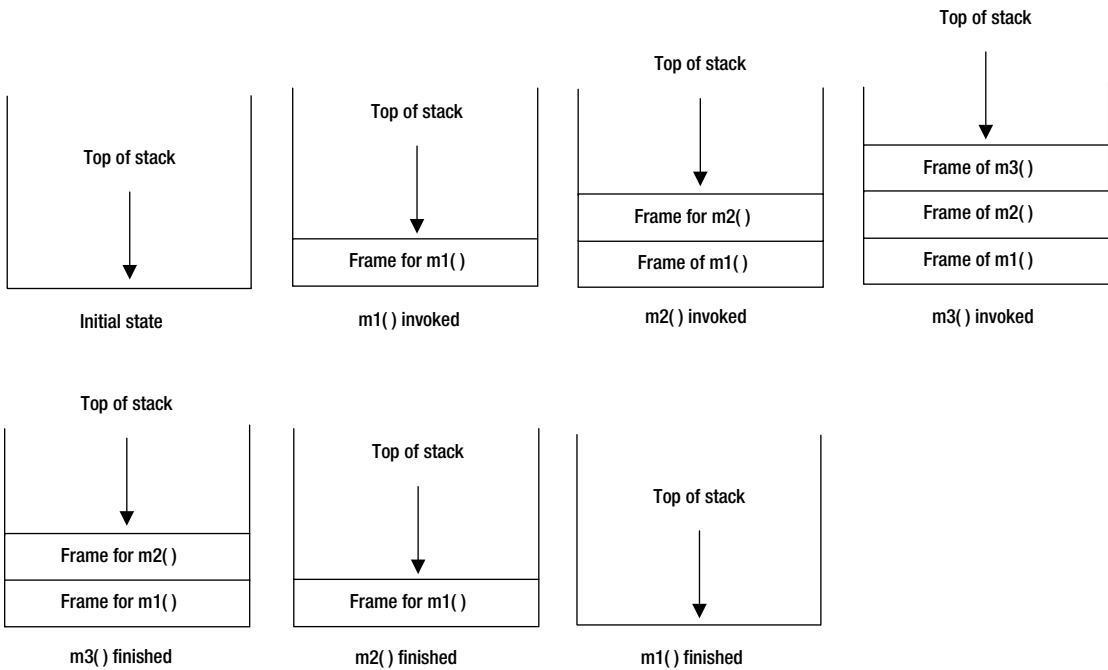 Top of stack
Initial state
Top of stack
Frame for m1( )
m1( ) invoked
Top of stack
Frame for m2( )
Frame of m1( )
m2( ) invoked
Top of stack
Frame of m3( )
Frame of m2( )
Frame of m1( )
m3( ) invoked
Top of stack
Frame for m2( )
Frame for m1( )
m3( ) finished
Top of stack
Frame for m1( )
m2( ) finished
Top of stack
m1( ) finished